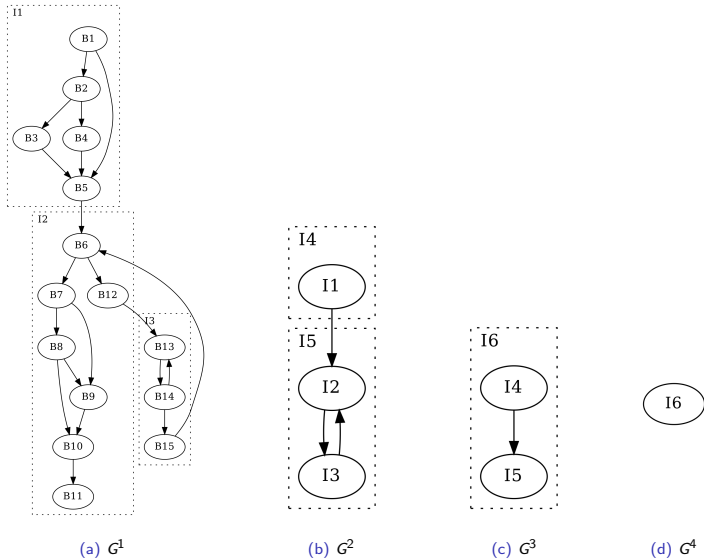 I1
B1
B2
B3
B4
B5
I2
B6
B7
B12
I3
B8
B13
B9
B14
B10
B15
B11
I4
I1
I5
I2
I3
I6
I4
I5
I6
(a) G¹
(b) G²
(c) G³
(d) G⁴